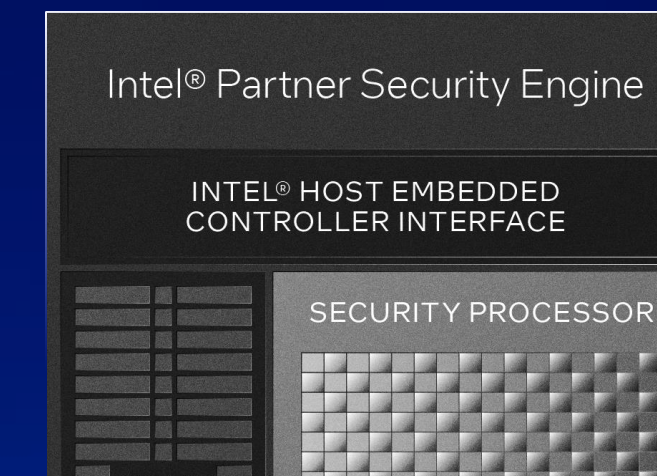 Intel® Partner Security Engine
INTEL® HOST EMBEDDED
CONTROLLER INTERFACE
SECURITY PROCESSOR